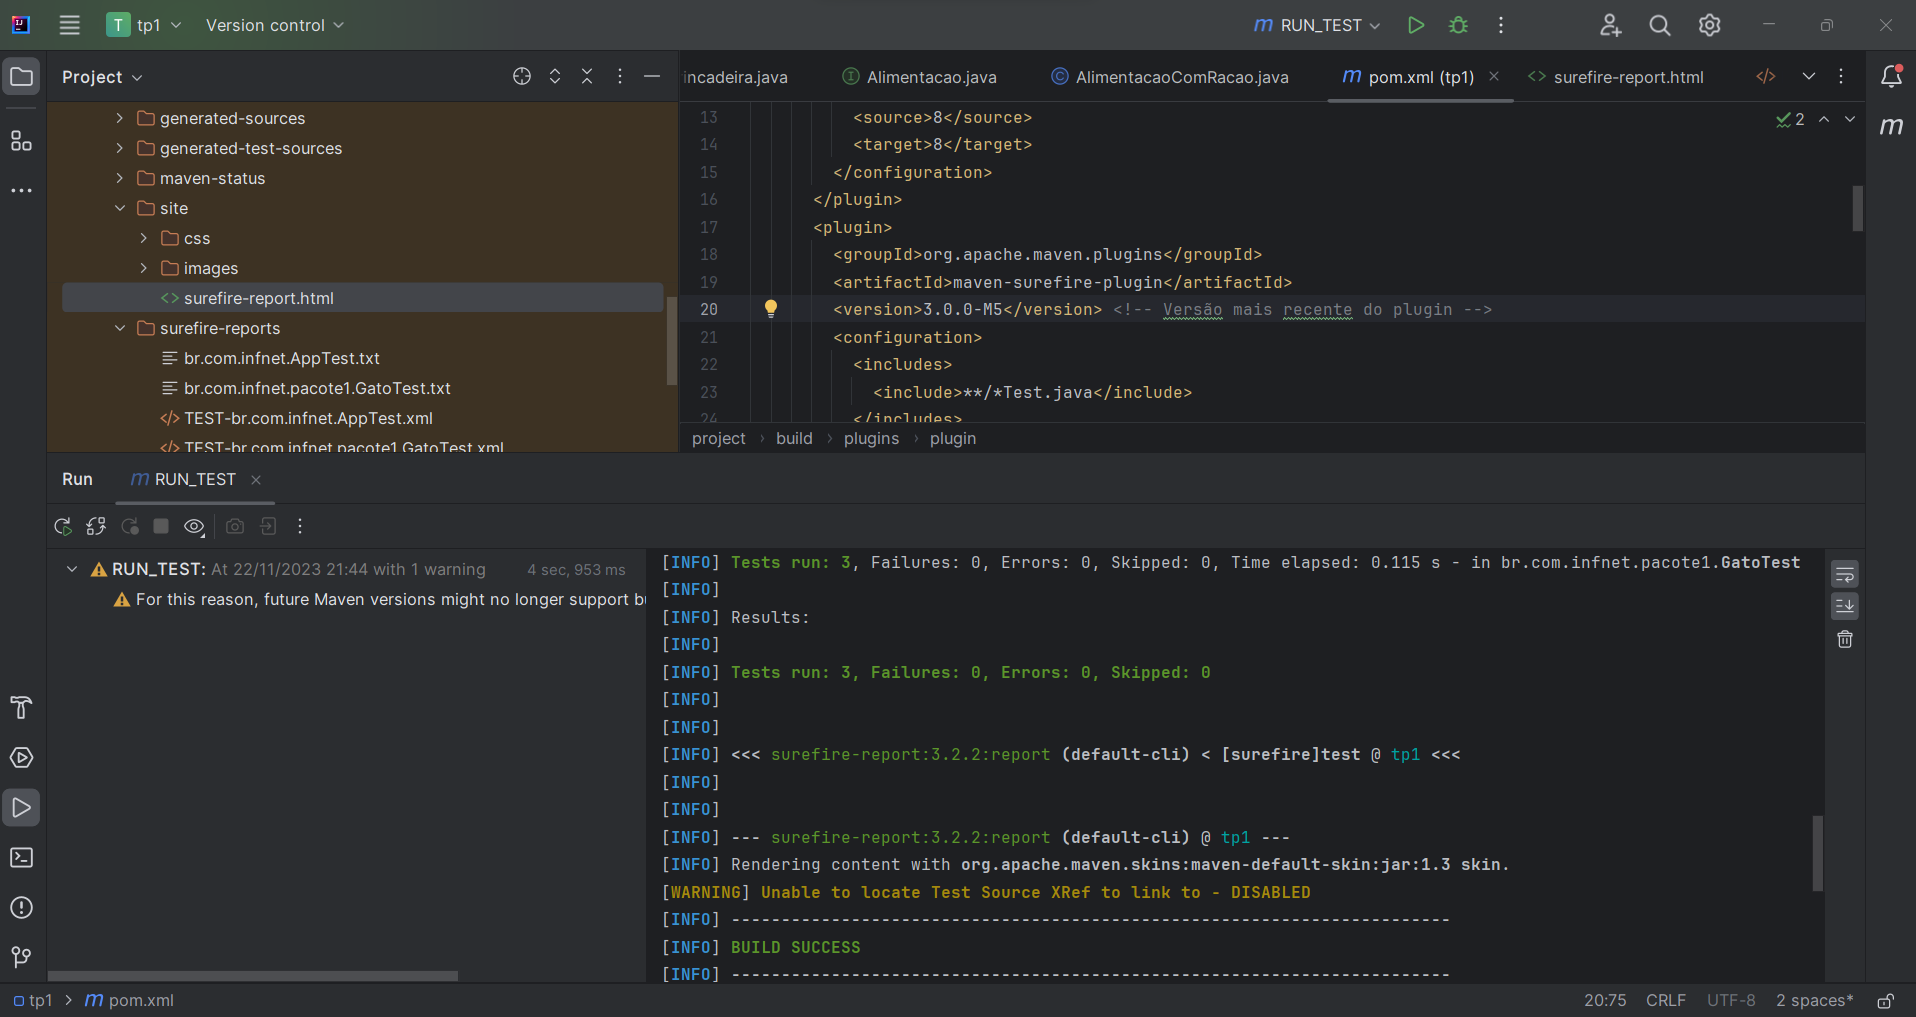 T tp1 Version control
RUN_TEST
Project
generated-sources
generated-test-sources
maven-status
site
css
images
surefire-report.html
surefire-reports
br.com.infnet.AppTest.txt
br.com.infnet.pacote1.GatoTest.txt
TEST-br.com.infnet.AppTest.xml
TEST-br.com.infnet.pacote1.GatoTest.xml
incadeira.java Alimentacao.java AlimentacaoComRacao.java pom.xml (tp1) surefire-report.html
2
13 <source>8</source>
14 <target>8</target>
15 </configuration>
16 </plugin>
17 <plugin>
18 <groupId>org.apache.maven.plugins</groupId>
19 <artifactId>maven-surefire-plugin</artifactId>
20 <version>3.0.0-M5</version> <!-- Versão mais recente do plugin -->
21 <configuration>
22 <includes>
23 <include>**/*Test.java</include>
24 </includes>
project › build › plugins › plugin
Run RUN_TEST
RUN_TEST: At 22/11/2023 21:44 with 1 warning 4 sec, 953 ms
For this reason, future Maven versions might no longer support bu
[INFO] Tests run: 3, Failures: 0, Errors: 0, Skipped: 0, Time elapsed: 0.115 s - in br.com.infnet.pacote1.GatoTest
[INFO]
[INFO] Results:
[INFO]
[INFO] Tests run: 3, Failures: 0, Errors: 0, Skipped: 0
[INFO]
[INFO]
[INFO] <<< surefire-report:3.2.2:report (default-cli) < [surefire]test @ tp1 <<<
[INFO]
[INFO]
[INFO] --- surefire-report:3.2.2:report (default-cli) @ tp1 ---
[INFO] Rendering content with org.apache.maven.skins:maven-default-skin:jar:1.3 skin.
[WARNING] Unable to locate Test Source XRef to link to - DISABLED
[INFO] ------------------------------------------------------------------------
[INFO] BUILD SUCCESS
[INFO] ------------------------------------------------------------------------
tp1 > pom.xml
20:75 CRLF UTF-8 2 spaces*